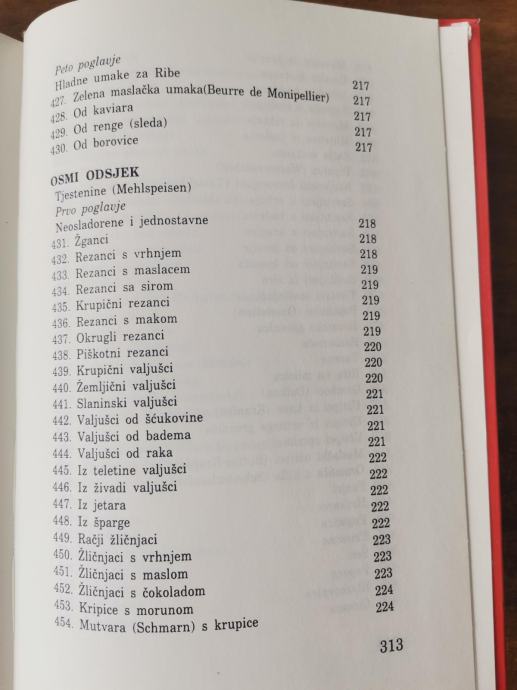 Peto poglavje
Hladne umake za Ribe 217
427. Zelena maslačka umaka(Beurre de Monipellier) 217
428. Od kaviara 217
429. Od renge (sleda) 217
430. Od borovice 217
OSMI ODSJEK
Tjestenine (Mehlspeisen)
Prvo poglavje
Neosladorene i jednostavne 218
431. Žganci 218
432. Rezanci s vrhnjem 218
433. Rezanci s maslacem 219
434. Rezanci sa sirom 219
435. Krupični rezanci 219
436. Rezanci s makom 219
437. Okrugli rezanci 219
438. Piškotni rezanci 220
439. Krupični valjušci 220
440. Žemljični valjušci 220
441. Slaninski valjušci 221
442. Valjušci od šćukovine 221
443. Valjušci od badema 221
444. Valjušci od raka 221
445. Iz teletine valjušci 222
446. Iz živadi valjušci 222
447. Iz jetara 222
448. Iz šparge 222
449. Račji žličnjaci 222
450. Žličnjaci s vrhnjem 223
451. Žličnjaci s maslom 223
452. Žličnjaci s čokoladom 223
453. Kripice s morunom 224
454. Mutvara (Schmarn) s krupice 224
313